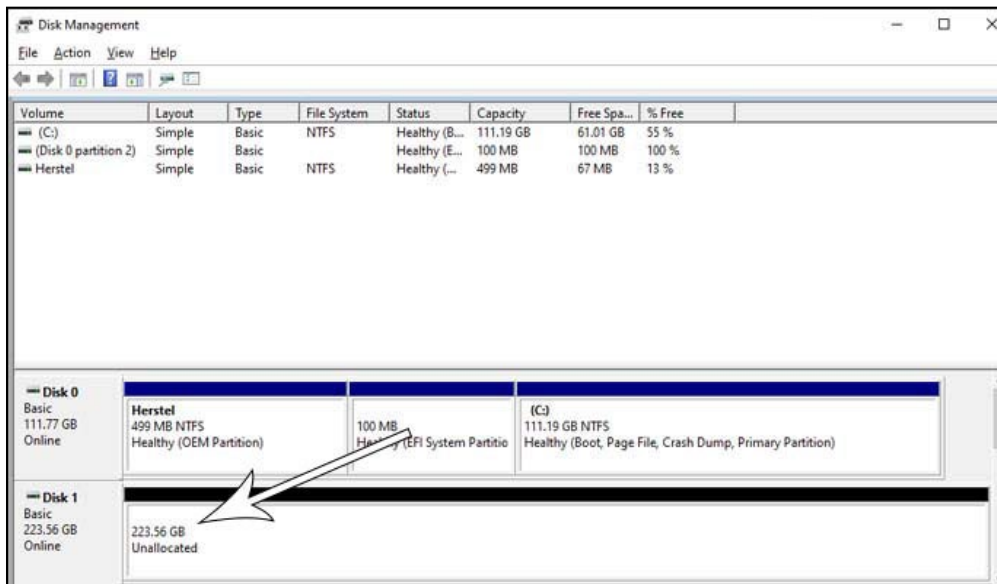 Disk Management
File Action View Help
Volume Layout Type File System Status Capacity Free Spa... % Free
(C:) Simple Basic NTFS Healthy (B... 111.19 GB 61.01 GB 55 %
(Disk 0 partition 2) Simple Basic Healthy (E... 100 MB 100 MB 100 %
Herstel Simple Basic NTFS Healthy (... 499 MB 67 MB 13 %
Disk 0
Basic
111.77 GB
Online
Herstel
499 MB NTFS
Healthy (OEM Partition)
100 MB
Healthy (EFI System Partitio
(C:)
111.19 GB NTFS
Healthy (Boot, Page File, Crash Dump, Primary Partition)
Disk 1
Basic
223.56 GB
Online
223.56 GB
Unallocated